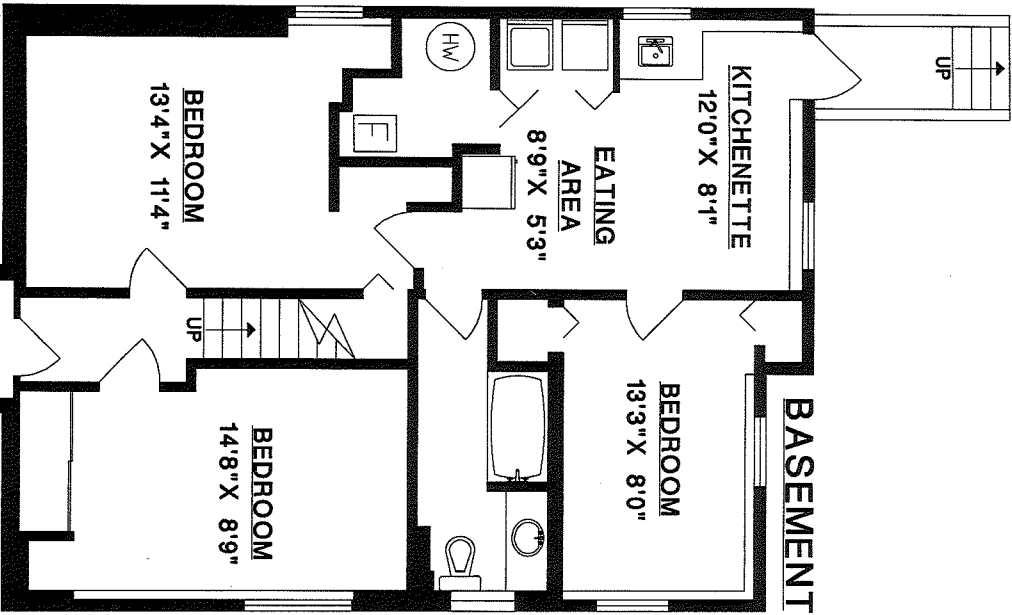 BASEMENT
UP
KITCHENETTE
12'0"X 8'1"
EATING
AREA
8'9"X 5'3"
HW
F
BEDROOM
13'4"X 11'4"
BEDROOM
13'3"X 8'0"
UP
BEDROOM
14'8"X 8'9"